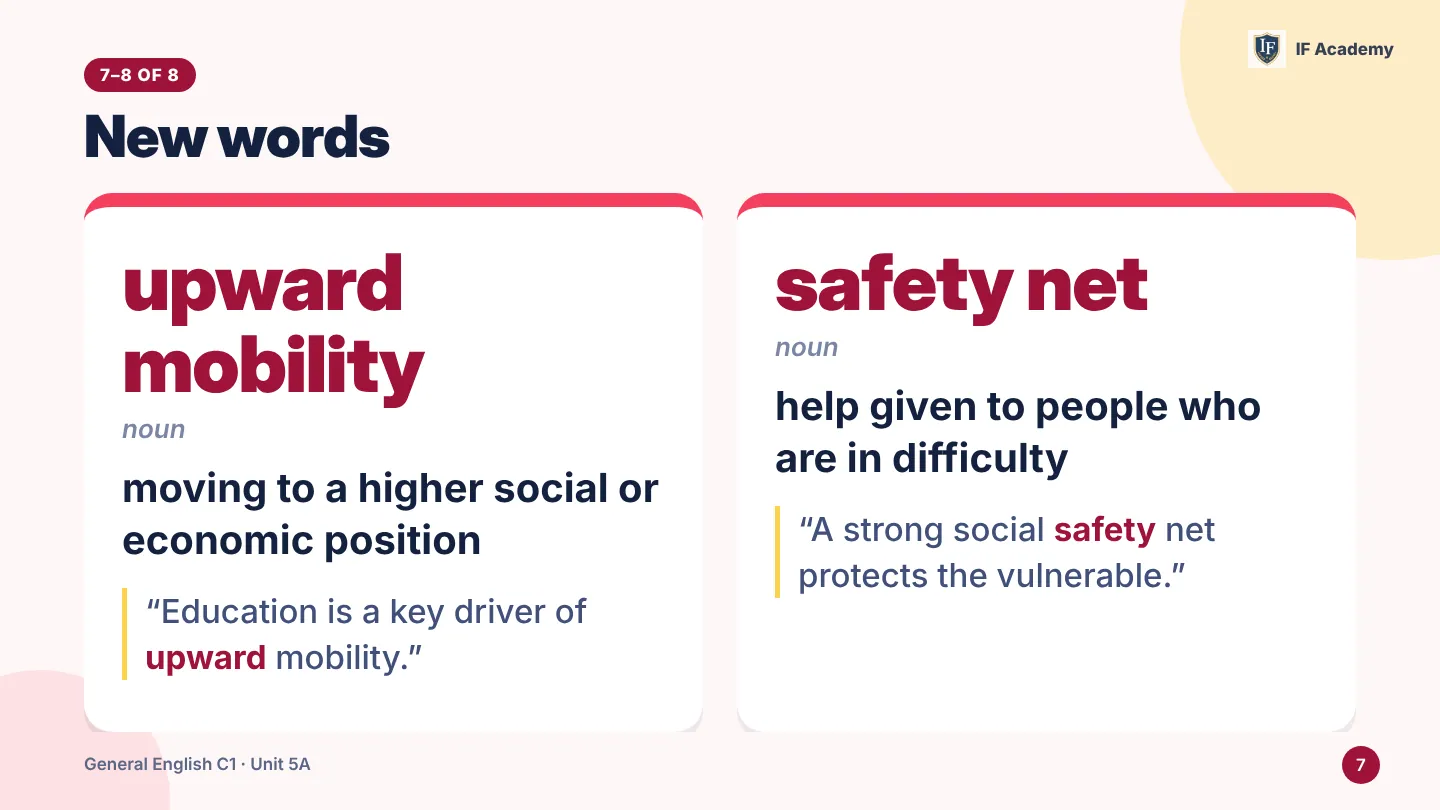 IF
IF Academy
7–8 OF 8
New words
upward
mobility
noun
moving to a higher social or
economic position
“Education is a key driver of
upward mobility.”
safety net
noun
help given to people who
are in difficulty
“A strong social safety net
protects the vulnerable.”
General English C1 · Unit 5A
7